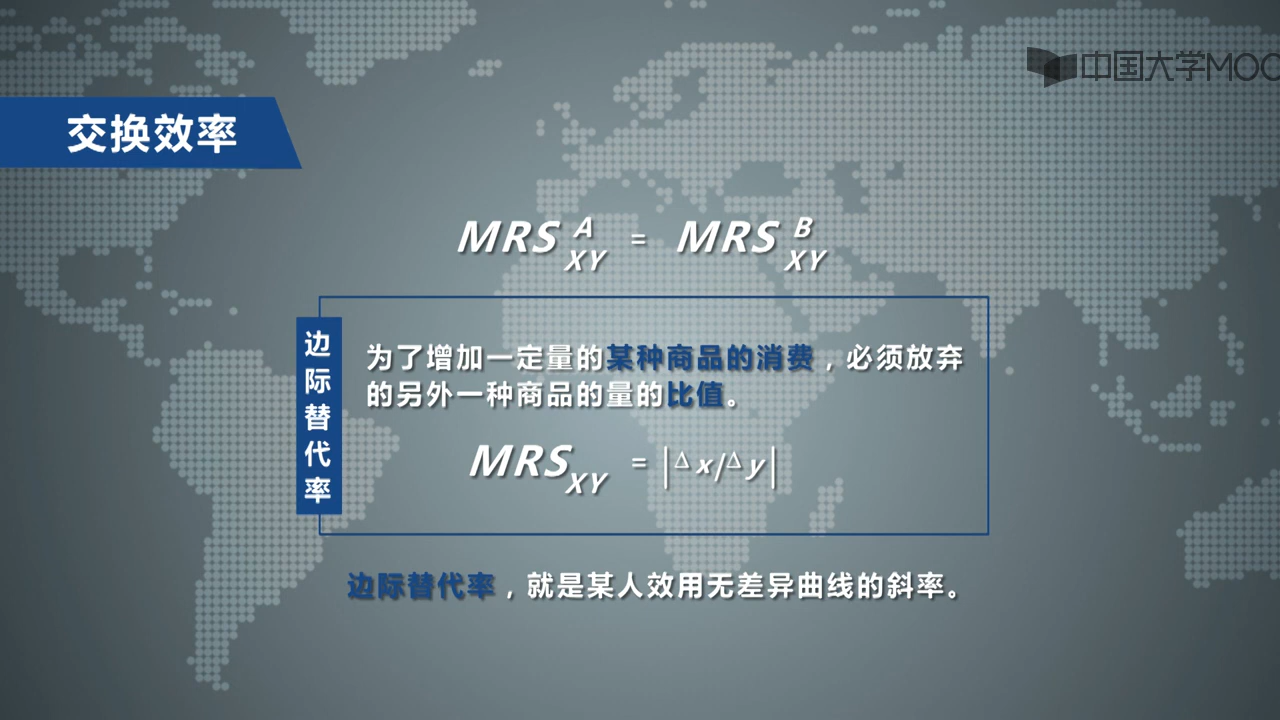 中国大学MOO
交换效率
MRS A XY = MRS B XY
边际替代率
为了增加一定量的某种商品的消费，必须放弃
的另外一种商品的量的比值。
MRS XY = |Δx/Δy|
边际替代率，就是某人效用无差异曲线的斜率。